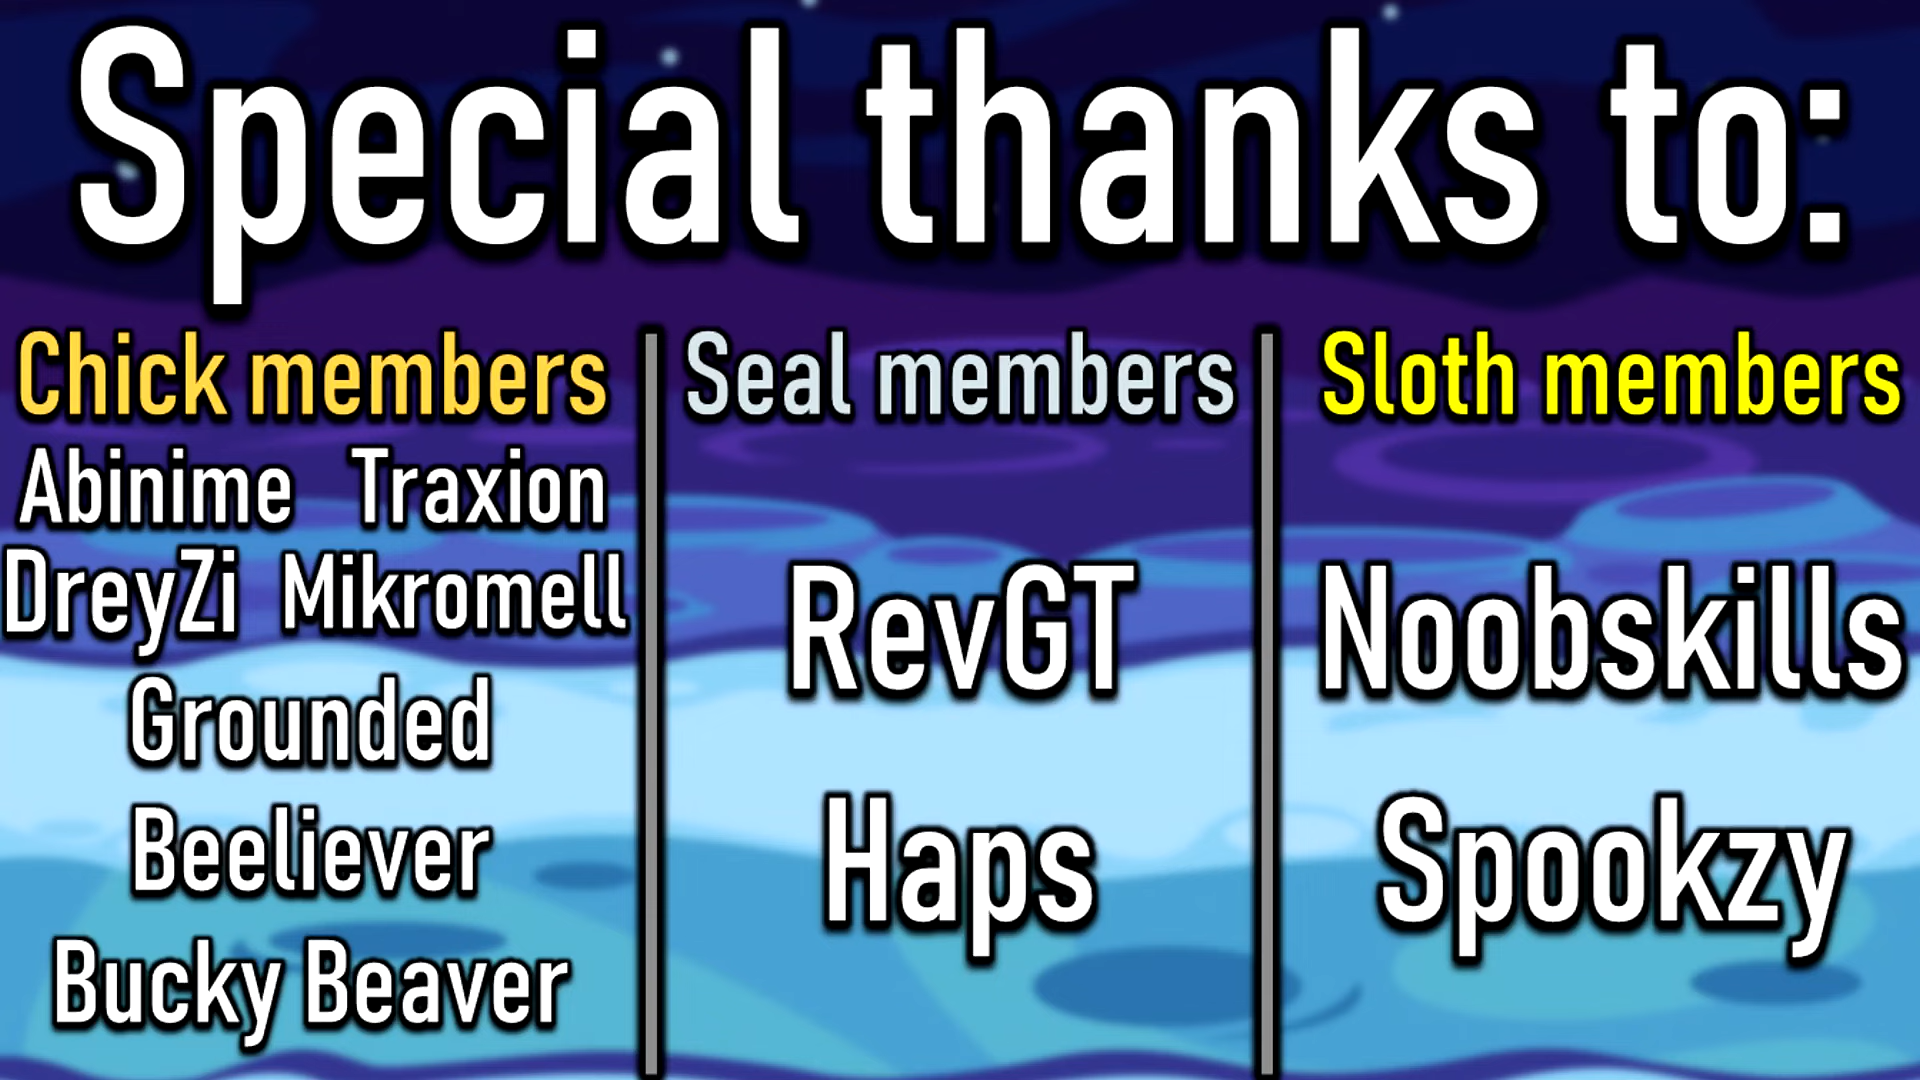 Special thanks to:
Chick members
Abinime Traxion
DreyZi Mikromell
Grounded
Beeliever
Bucky Beaver
Seal members
RevGT
Haps
Sloth members
Noobskills
Spookzy